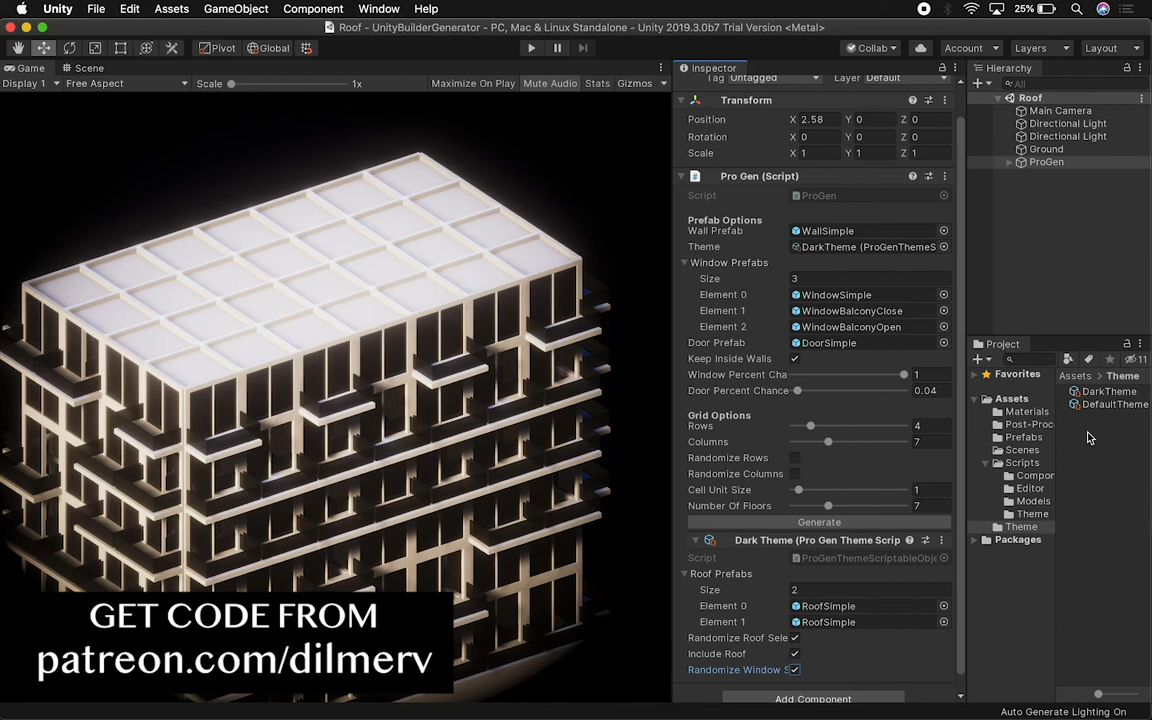 Unity File Edit Assets GameObject Component Window Help 25%
Roof - UnityBuilderGenerator - PC, Mac & Linux Standalone - Unity 2019.3.0b7 Trial Version <Metal>
Pivot Global Collab Account Layers Layout
Game Scene
Display 1 Free Aspect Scale 1x Maximize On Play Mute Audio Stats Gizmos
GET CODE FROM
patreon.com/dilmerv
Inspector
Tag Untagged Layer Default
Transform
Position X 2.58 Y 0 Z 0
Rotation X 0 Y 0 Z 0
Scale X 1 Y 1 Z 1
Pro Gen (Script)
Script ProGen
Prefab Options
Wall Prefab WallSimple
Theme DarkTheme (ProGenThemeS
Window Prefabs
Size 3
Element 0 WindowSimple
Element 1 WindowBalconyClose
Element 2 WindowBalconyOpen
Door Prefab DoorSimple
Keep Inside Walls
Window Percent Cha 1
Door Percent Chance 0.04
Grid Options
Rows 4
Columns 7
Randomize Rows
Randomize Columns
Cell Unit Size 1
Number Of Floors 7
Generate
Dark Theme (Pro Gen Theme Scrip
Script ProGenThemeScriptableObje
Roof Prefabs
Size 2
Element 0 RoofSimple
Element 1 RoofSimple
Randomize Roof Sele
Include Roof
Randomize Window S
Add Component
Hierarchy
All
Roof
Main Camera
Directional Light
Directional Light
Ground
ProGen
Project
11
Favorites
Assets
Materials
Post-Proc
Prefabs
Scenes
Scripts
Compor
Editor
Models
Theme
Theme
Packages
Assets > Theme
DarkTheme
DefaultTheme
Auto Generate Lighting On